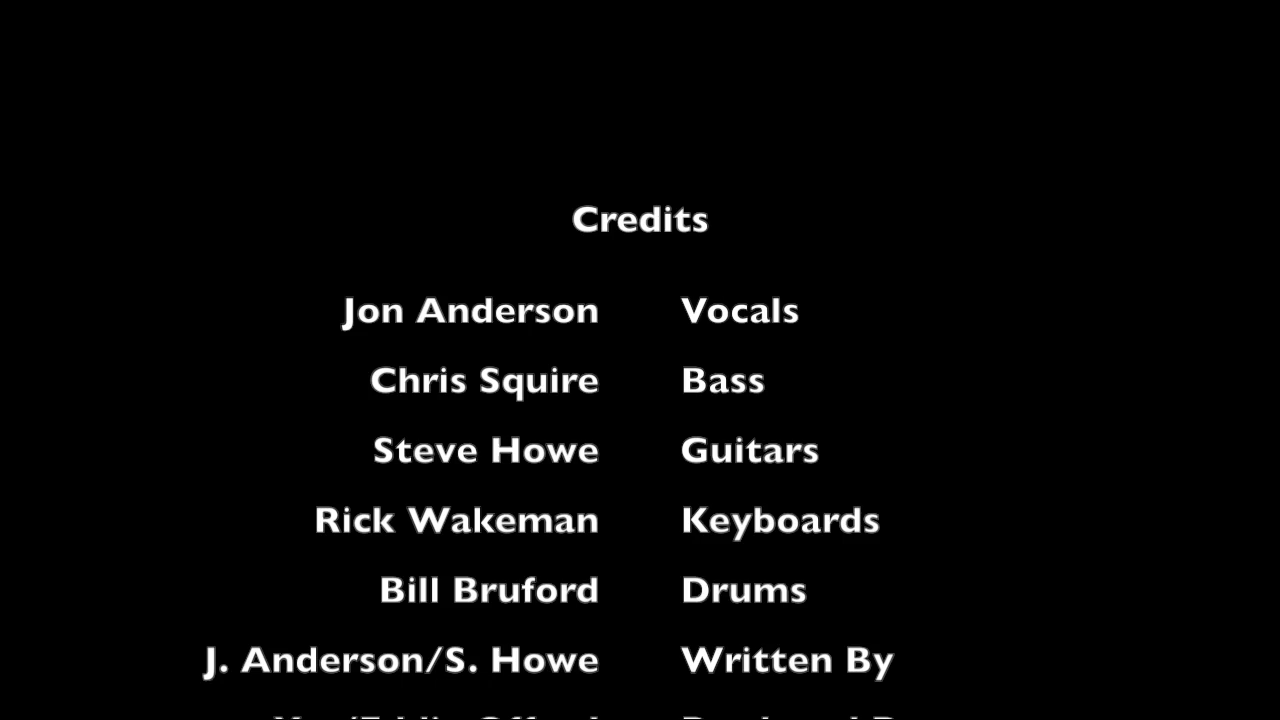 Credits
Jon Anderson Vocals
Chris Squire Bass
Steve Howe Guitars
Rick Wakeman Keyboards
Bill Bruford Drums
J. Anderson/S. Howe Written By